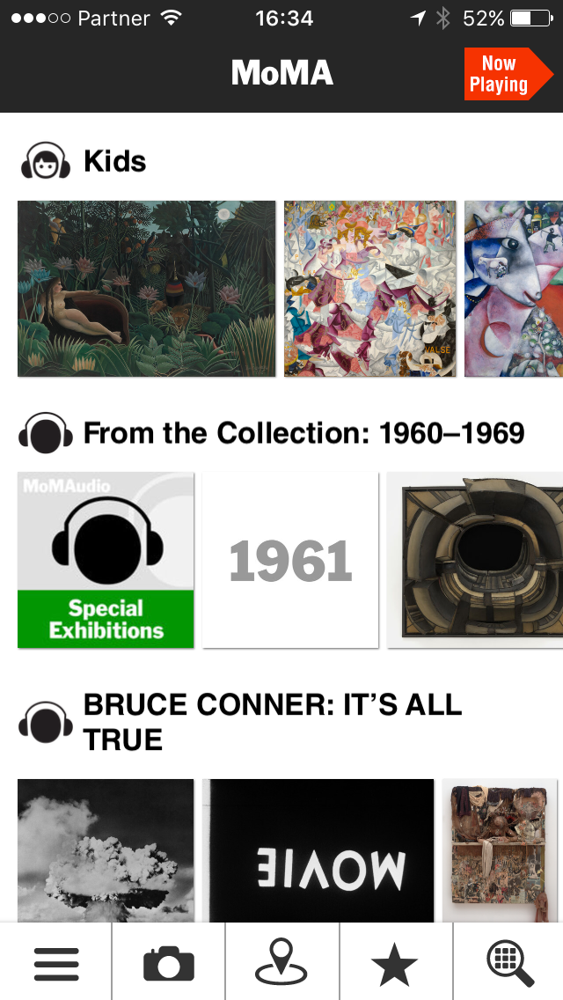 Partner 16:34 52%
MoMA
Now
Playing
Kids
VALSE
From the Collection: 1960–1969
MoMAudio
Special
Exhibitions
1961
BRUCE CONNER: IT'S ALL
TRUE
MOVIE